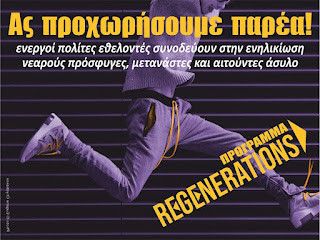 Ας προχωρήσουμε παρέα!
ενεργοί πολίτες εθελοντές συνοδεύουν στην ενηλικίωση
νεαρούς πρόσφυγες, μετανάστες και αιτούντες άσυλο
ΠΡΟΓΡΑΜΜΑ
REGENERATIONS